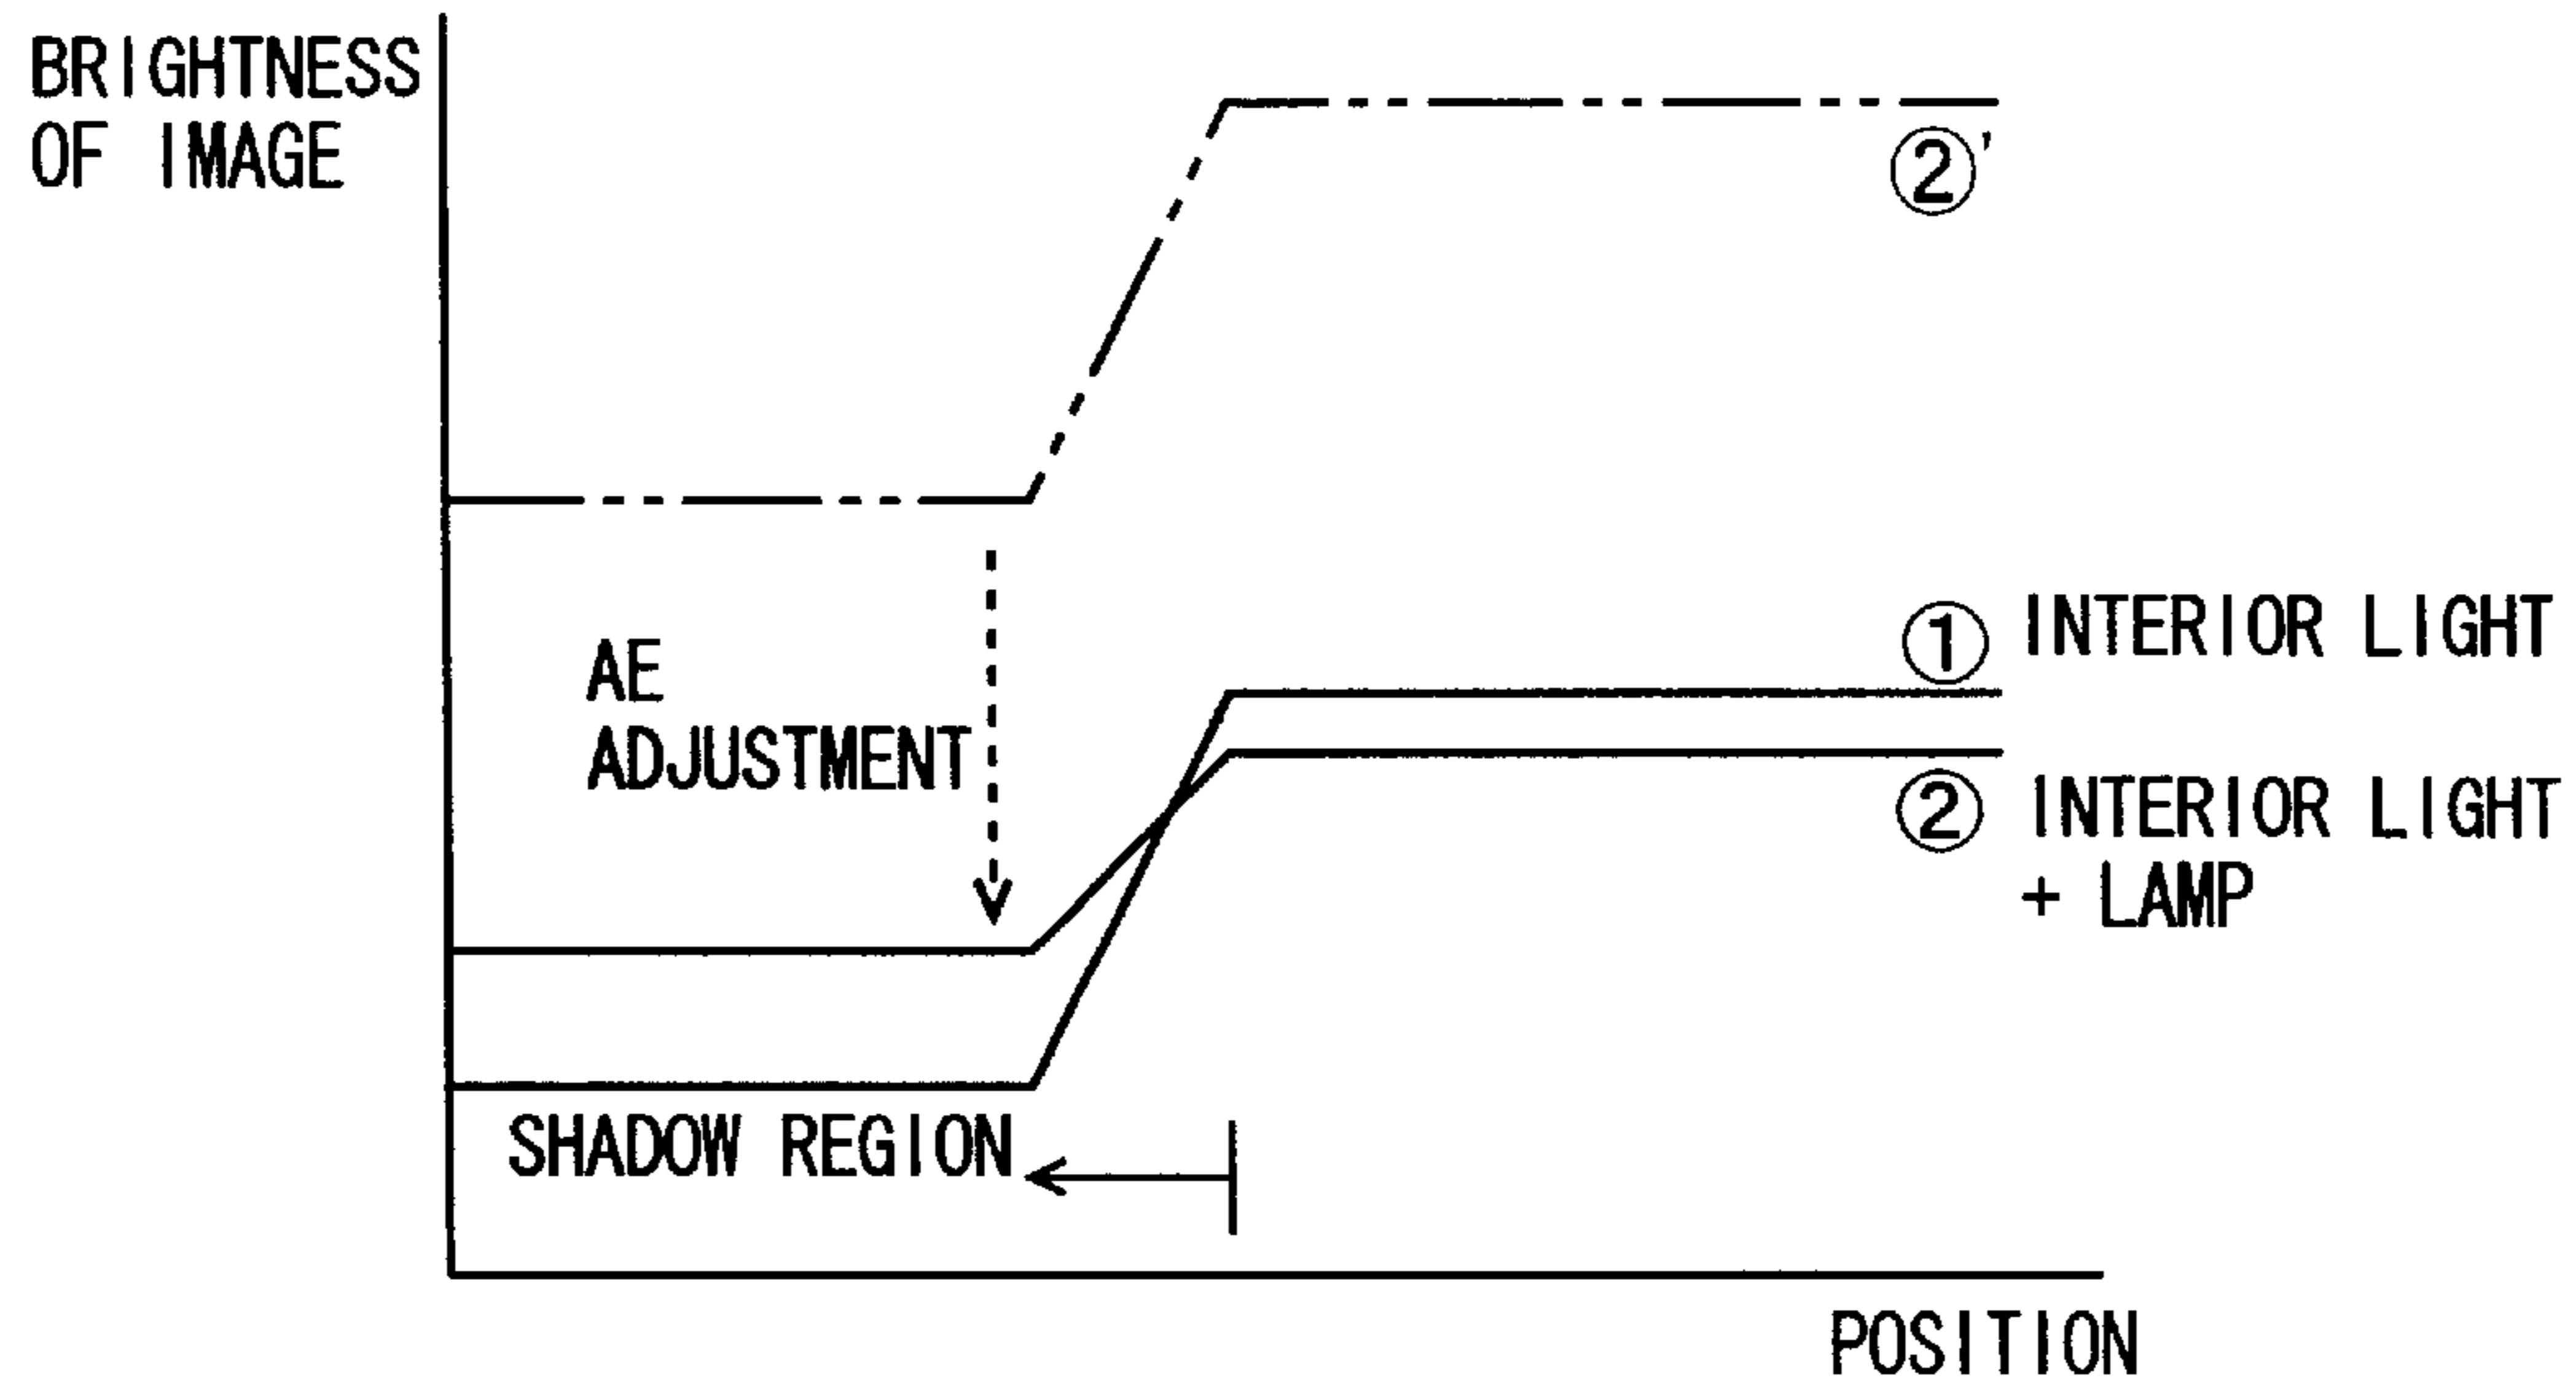 BRIGHTNESS
OF IMAGE
②'
AE
ADJUSTMENT
① INTERIOR LIGHT
② INTERIOR LIGHT
+ LAMP
SHADOW REGION
POSITION